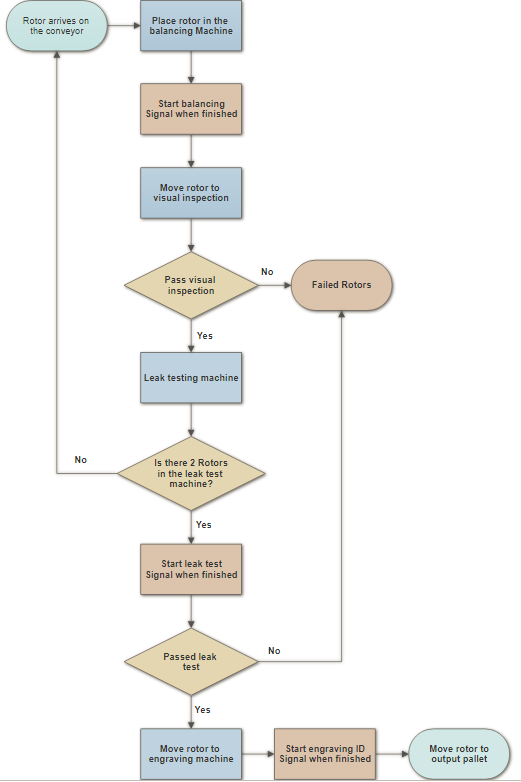 Rotor arrives on
the conveyor
Place rotor in the
balancing Machine
Start balancing
Signal when finished
Move rotor to
visual inspection
Pass visual
inspection
No
Failed Rotors
Yes
Leak testing machine
Is there 2 Rotors
in the leak test
machine?
No
Yes
Start leak test
Signal when finished
Passed leak
test
No
Yes
Move rotor to
engraving machine
Start engraving ID
Signal when finished
Move rotor to
output pallet